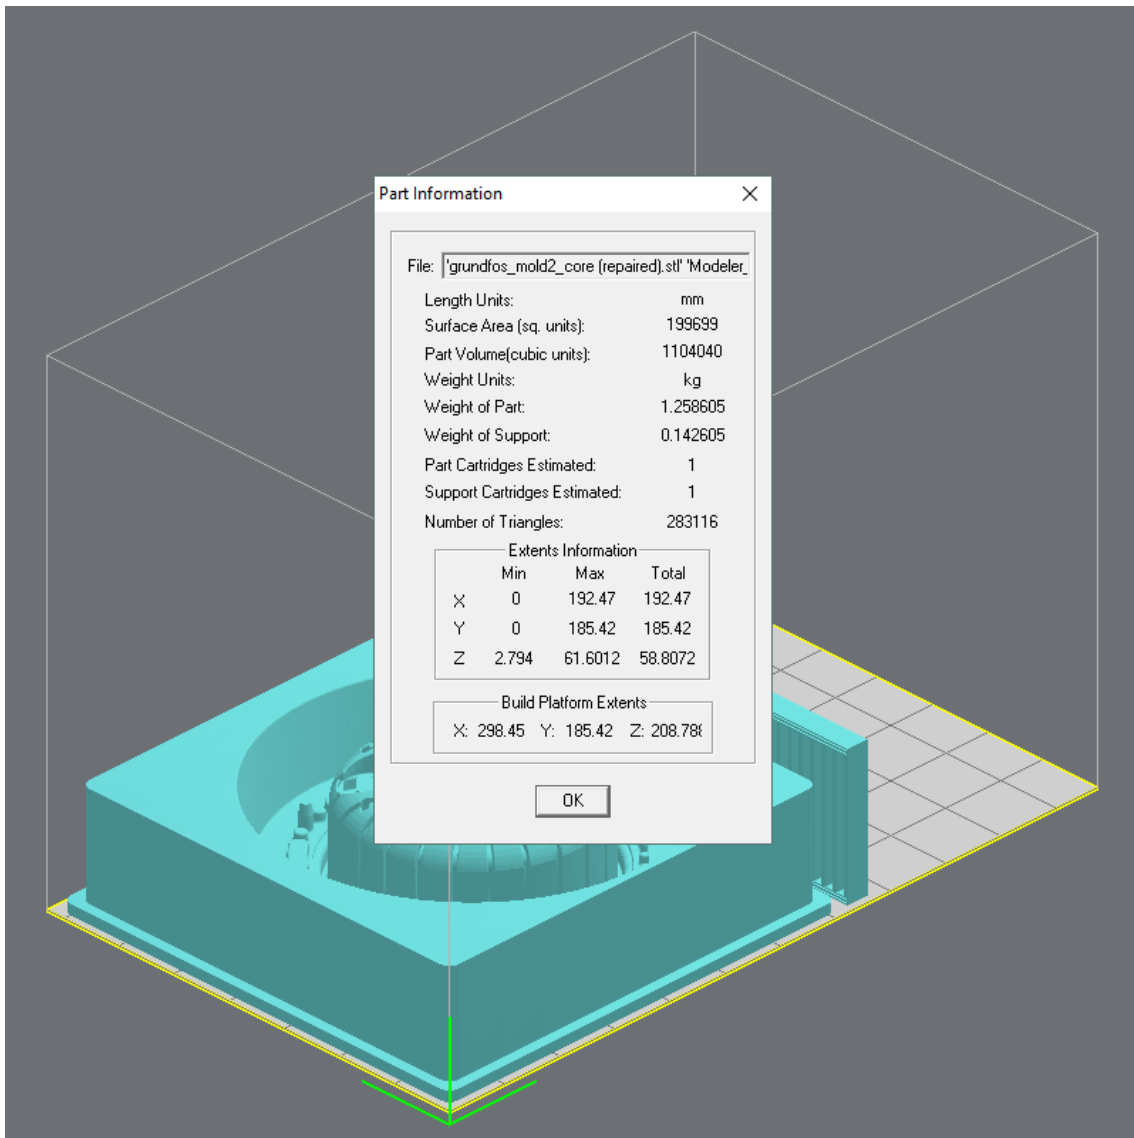 Part Information
File: 'grundfos_mold2_core (repaired).stl' 'Modeler_
Length Units: mm
Surface Area (sq. units): 199699
Part Volume(cubic units): 1104040
Weight Units: kg
Weight of Part: 1.258605
Weight of Support: 0.142605
Part Cartridges Estimated: 1
Support Cartridges Estimated: 1
Number of Triangles: 283116
Extents Information
Min Max Total
X 0 192.47 192.47
Y 0 185.42 185.42
Z 2.794 61.6012 58.8072
Build Platform Extents
X: 298.45 Y: 185.42 Z: 208.78
OK